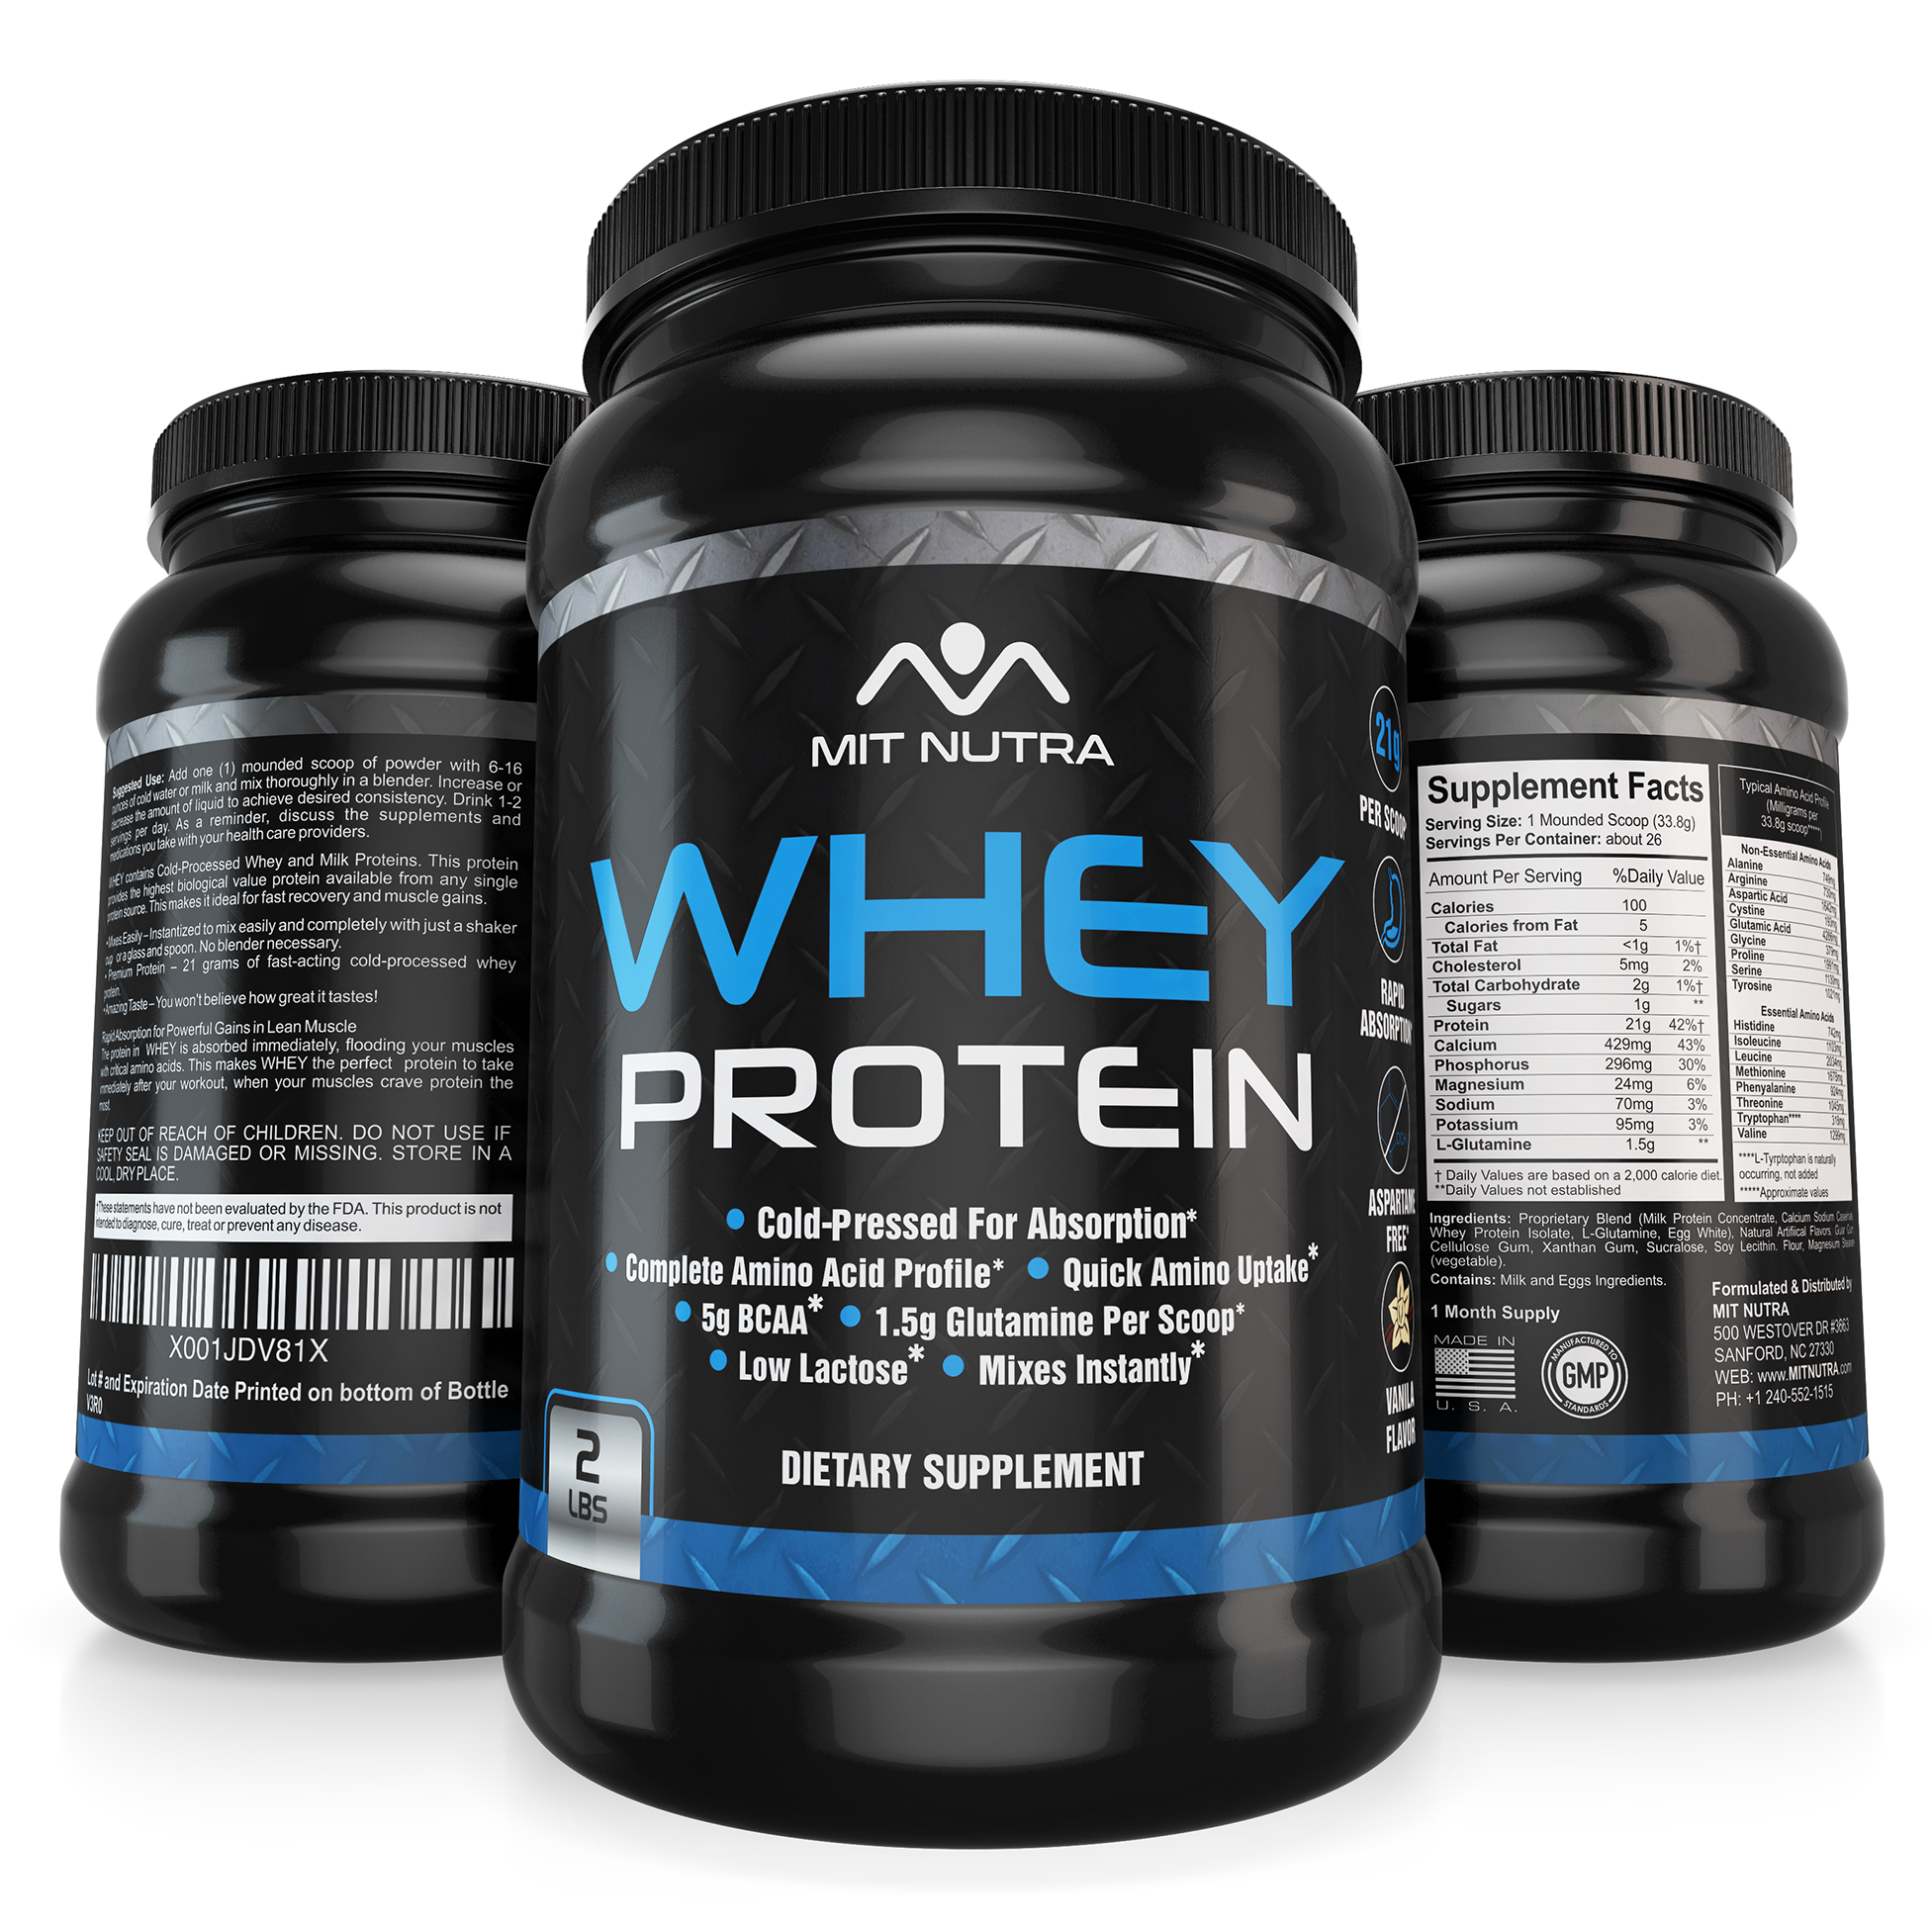 Suggested Use: Add one (1) mounded scoop of powder with 6-16
ounces of cold water or milk and mix thoroughly in a blender. Increase or
decrease the amount of liquid to achieve desired consistency. Drink 1-2
servings per day. As a reminder, discuss the supplements and
medications you take with your health care providers.
WHEY contains Cold-Processed Whey and Milk Proteins. This protein
provides the highest biological value protein available from any single
protein source. This makes it ideal for fast recovery and muscle gains.
•Mixes Easily – Instantized to mix easily and completely with just a shaker
cup or a glass and spoon. No blender necessary.
• Premium Protein – 21 grams of fast-acting cold-processed whey
protein.
•Amazing Taste – You won't believe how great it tastes!
Rapid Absorption for Powerful Gains in Lean Muscle
The protein in WHEY is absorbed immediately, flooding your muscles
with critical amino acids. This makes WHEY the perfect protein to take
immediately after your workout, when your muscles crave protein the
most.
KEEP OUT OF REACH OF CHILDREN. DO NOT USE IF
SAFETY SEAL IS DAMAGED OR MISSING. STORE IN A
COOL, DRY PLACE.
*These statements have not been evaluated by the FDA. This product is not
intended to diagnose, cure, treat or prevent any disease.
X001JDV81X
Lot # and Expiration Date Printed on bottom of Bottle
V3R0
MIT NUTRA
WHEY
PROTEIN
• Cold-Pressed For Absorption*
• Complete Amino Acid Profile* • Quick Amino Uptake*
• 5g BCAA* • 1.5g Glutamine Per Scoop*
• Low Lactose* • Mixes Instantly*
2
LBS
DIETARY SUPPLEMENT
21g
PER SCOOP
RAPID
ABSORPTION
ASPARTAME
FREE*
VANILA
FLAVOR
Supplement Facts
Serving Size: 1 Mounded Scoop (33.8g)
Servings Per Container: about 26
Amount Per Serving %Daily Value
Calories 100
Calories from Fat 5
Total Fat <1g 1%†
Cholesterol 5mg 2%
Total Carbohydrate 2g 1%†
Sugars 1g **
Protein 21g 42%†
Calcium 429mg 43%
Phosphorus 296mg 30%
Magnesium 24mg 6%
Sodium 70mg 3%
Potassium 95mg 3%
L-Glutamine 1.5g **
† Daily Values are based on a 2,000 calorie diet.
**Daily Values not established
Typical Amino Acid Profile
(Milligrams per
33.8g scoop*****)
Non-Essential Amino Acids
Alanine
Arginine
Aspartic Acid
Cystine
Glutamic Acid
Glycine
Proline
Serine
Tyrosine
Essential Amino Acids
Histidine 742mg
Isoleucine
Leucine
Methionine
Phenyalanine 924mg
Threonine 1045mg
Tryptophan****
Valine 1299mg
****L-Tyrptophan is naturally
occurring, not added
*****Approximate values
Ingredients: Proprietary Blend (Milk Protein Concentrate, Calcium Sodium
Whey Protein Isolate, L-Glutamine, Egg White), Natural Artifiical Flavors, Guar Gum
Cellulose Gum, Xanthan Gum, Sucralose, Soy Lecithin. Flour, Magnesium
(vegetable).
Contains: Milk and Eggs Ingredients.
1 Month Supply
MADE IN
U. S. A.
MANUFACTURED TO
GMP
STANDARDS
Formulated & Distributed by
MIT NUTRA
500 WESTOVER DR #3663
SANFORD, NC 27330
WEB: www.MITNUTRA.com
PH: +1 240-552-1515